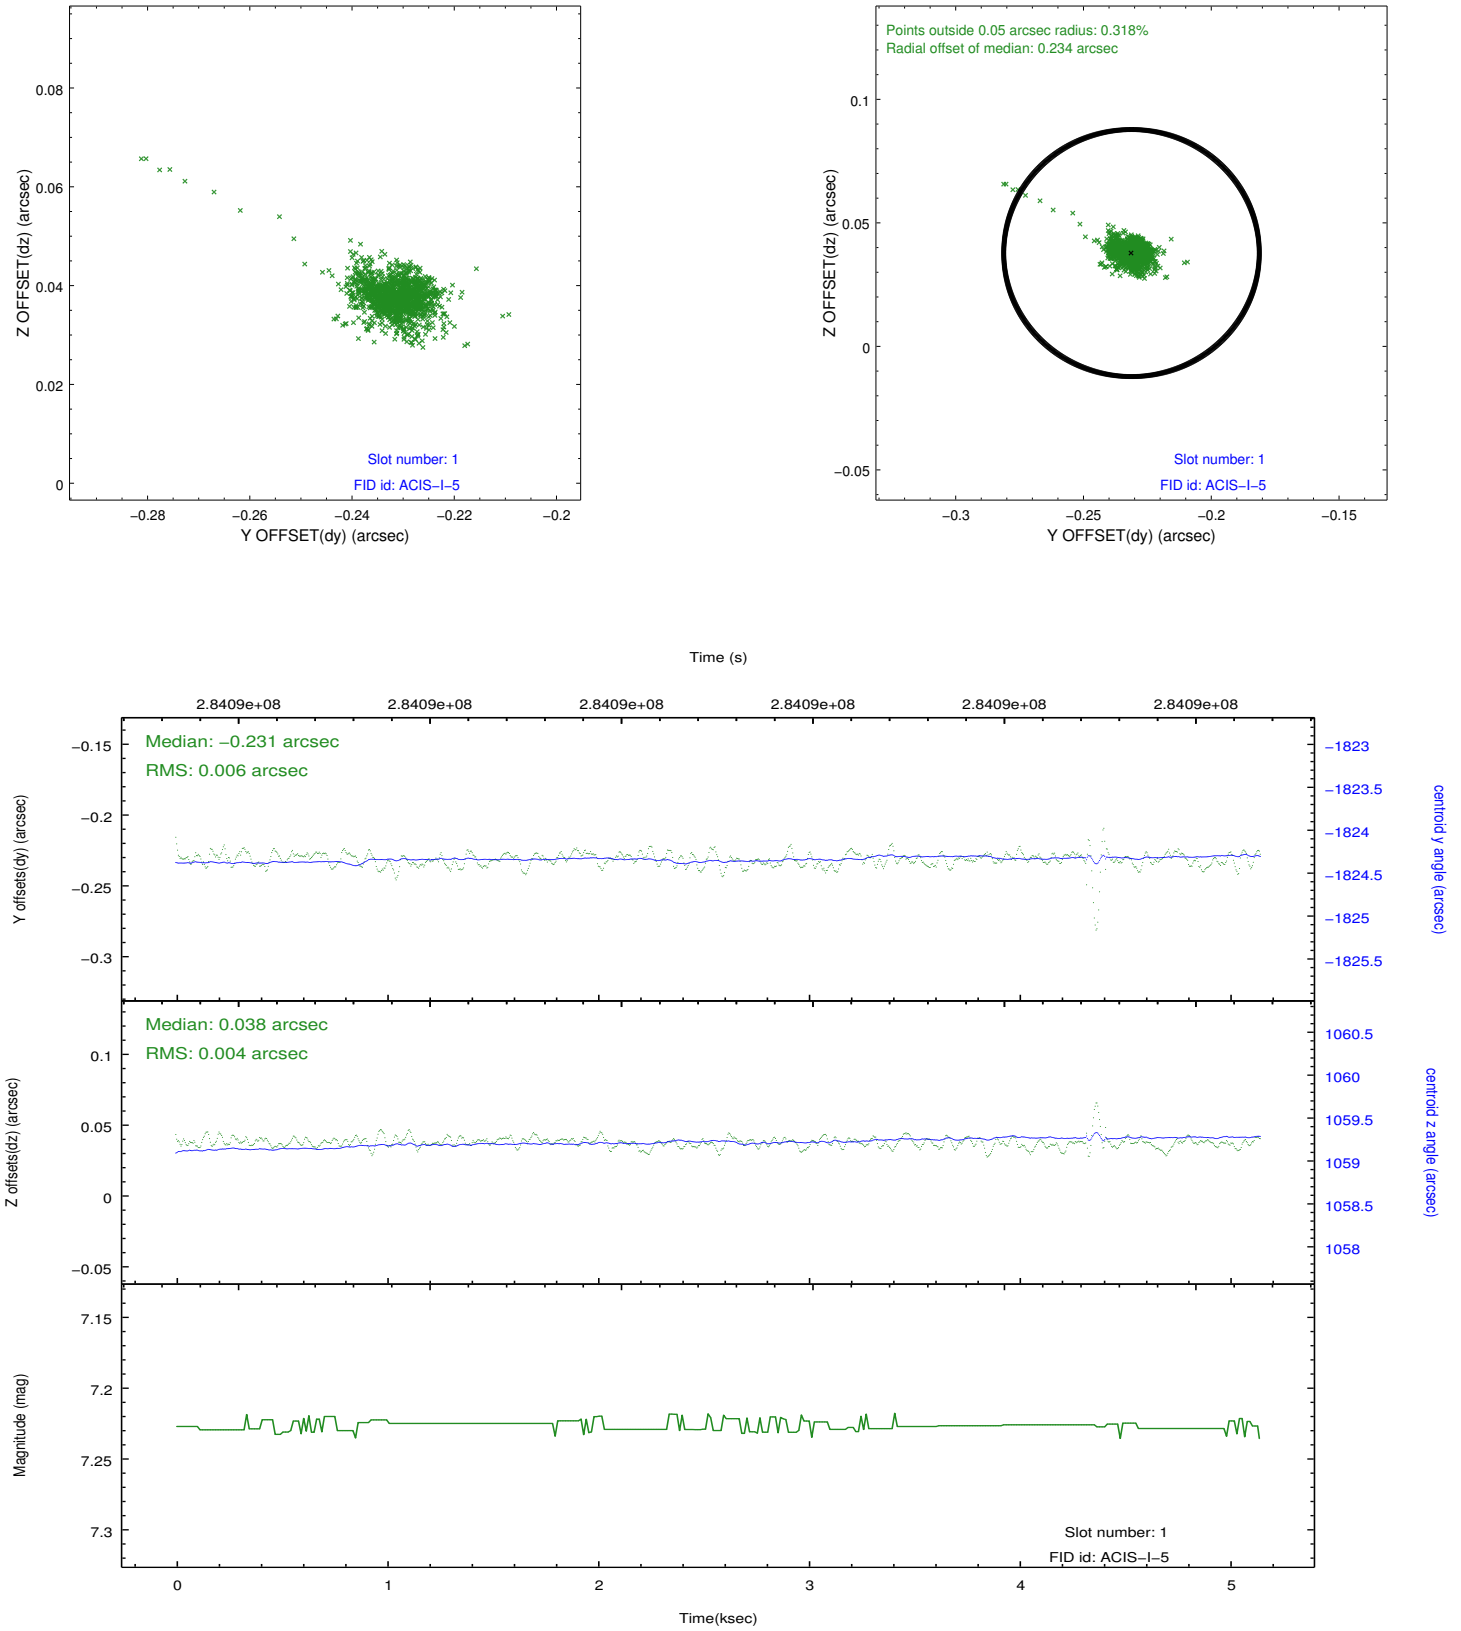 0.08
0.06
0.04
0.02
0
Z OFFSET(dz) (arcsec)
Slot number: 1
FID id: ACIS−I−5
−0.28
−0.26
−0.24
−0.22
−0.2
Y OFFSET(dy) (arcsec)
Points outside 0.05 arcsec radius: 0.318%
Radial offset of median: 0.234 arcsec
0.1
0.05
0
−0.05
Z OFFSET(dz) (arcsec)
Slot number: 1
FID id: ACIS−I−5
−0.3
−0.25
−0.2
−0.15
Y OFFSET(dy) (arcsec)
Time (s)
2.8409e+08 2.8409e+08 2.8409e+08 2.8409e+08 2.8409e+08 2.8409e+08
Median: −0.231 arcsec
RMS: 0.006 arcsec
−0.15
−0.2
−0.25
−0.3
Y offsets(dy) (arcsec)
−1823
−1823.5
−1824
−1824.5
−1825
−1825.5
centroid y angle (arcsec)
Median: 0.038 arcsec
RMS: 0.004 arcsec
0.1
0.05
0
−0.05
Z offsets(dz) (arcsec)
1060.5
1060
1059.5
1059
1058.5
1058
centroid z angle (arcsec)
7.15
7.2
7.25
7.3
Magnitude (mag)
Slot number: 1
FID id: ACIS−I−5
0 1 2 3 4 5
Time(ksec)